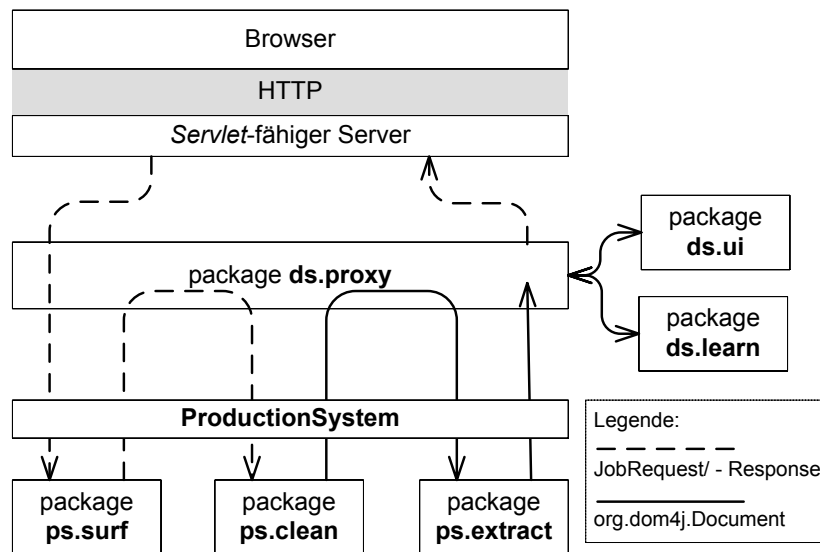 Browser
HTTP
Servlet-fähiger Server
package
ds.ui
package ds.proxy
package
ds.learn
ProductionSystem
Legende:
JobRequest/ - Response
org.dom4j.Document
package
ps.surf
package
ps.clean
package
ps.extract